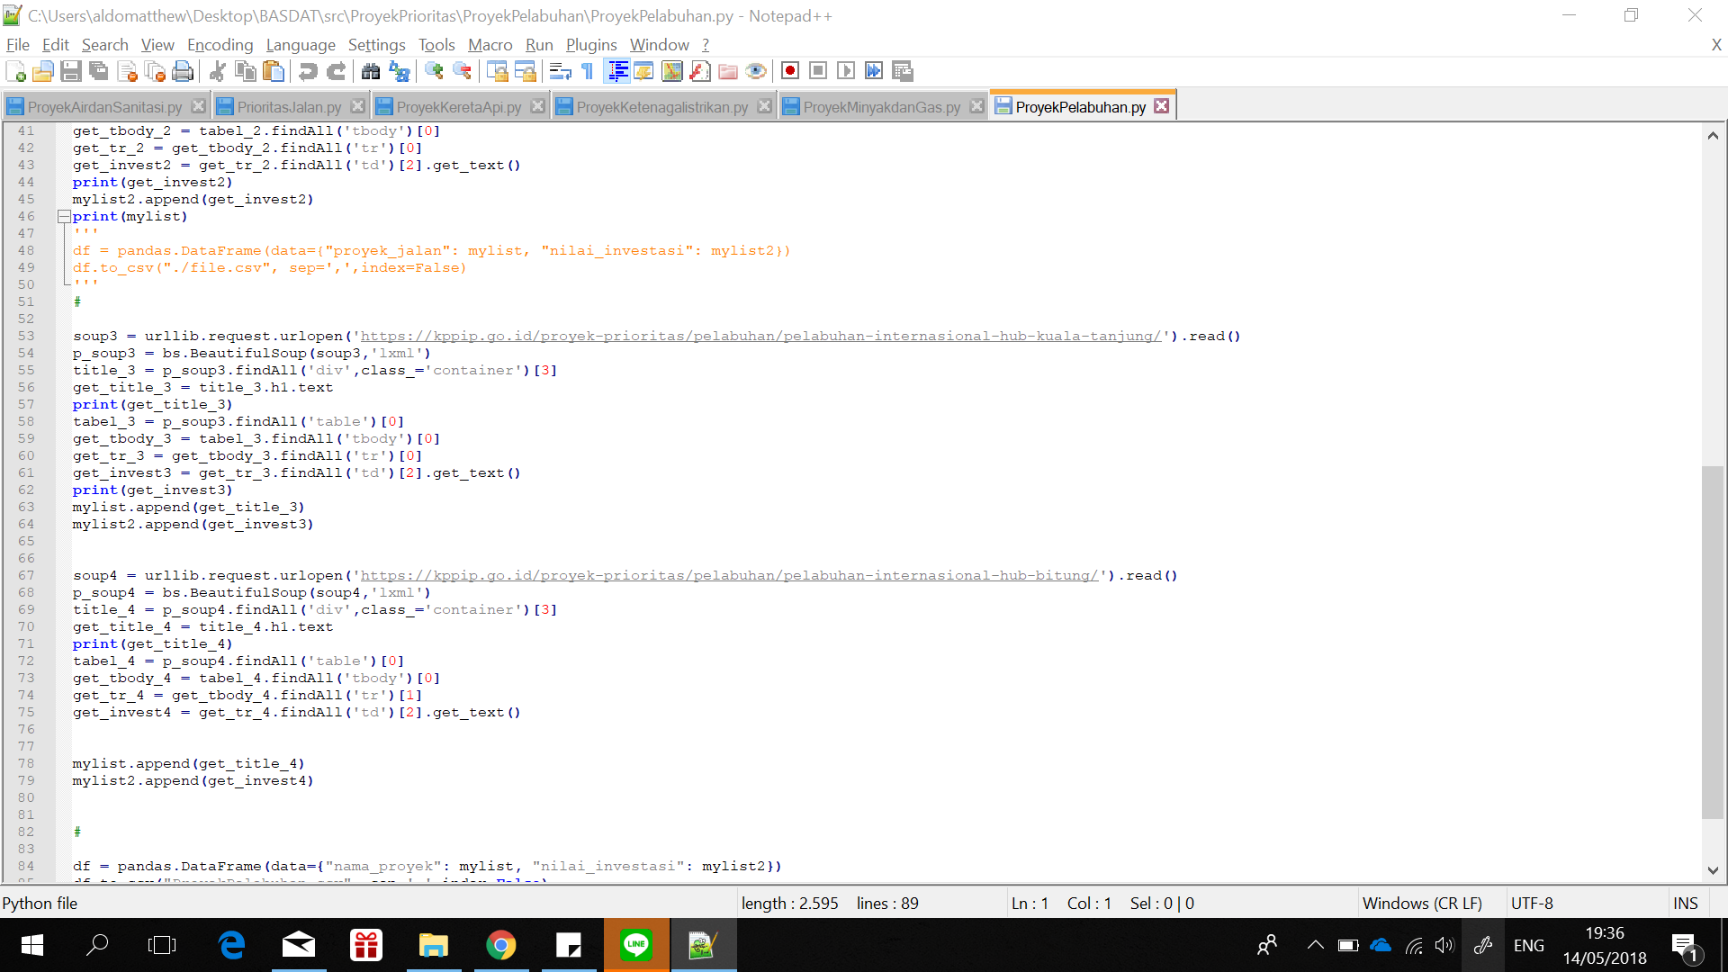 C:\Users\aldomatthew\Desktop\BASDAT\src\ProyekPrioritas\ProyekPelabuhan\ProyekPelabuhan.py - Notepad++
File Edit Search View Encoding Language Settings Tools Macro Run Plugins Window ? X
ProyekAirdanSanitasi.py PrioritasJalan.py ProyekKeretaApi.py ProyekKetenagalistrikan.py ProyekMinyakdanGas.py ProyekPelabuhan.py
41 get_tbody_2 = tabel_2.findAll('tbody')[0]
42 get_tr_2 = get_tbody_2.findAll('tr')[0]
43 get_invest2 = get_tr_2.findAll('td')[2].get_text()
44 print(get_invest2)
45 mylist2.append(get_invest2)
46 print(mylist)
47 '''
48 df = pandas.DataFrame(data={"proyek_jalan": mylist, "nilai_investasi": mylist2})
49 df.to_csv("./file.csv", sep=',',index=False)
50 '''
51 #
52
53 soup3 = urllib.request.urlopen('https://kppip.go.id/proyek-prioritas/pelabuhan/pelabuhan-internasional-hub-kuala-tanjung/').read()
54 p_soup3 = bs.BeautifulSoup(soup3,'lxml')
55 title_3 = p_soup3.findAll('div',class_='container')[3]
56 get_title_3 = title_3.h1.text
57 print(get_title_3)
58 tabel_3 = p_soup3.findAll('table')[0]
59 get_tbody_3 = tabel_3.findAll('tbody')[0]
60 get_tr_3 = get_tbody_3.findAll('tr')[0]
61 get_invest3 = get_tr_3.findAll('td')[2].get_text()
62 print(get_invest3)
63 mylist.append(get_title_3)
64 mylist2.append(get_invest3)
65
66
67 soup4 = urllib.request.urlopen('https://kppip.go.id/proyek-prioritas/pelabuhan/pelabuhan-internasional-hub-bitung/').read()
68 p_soup4 = bs.BeautifulSoup(soup4,'lxml')
69 title_4 = p_soup4.findAll('div',class_='container')[3]
70 get_title_4 = title_4.h1.text
71 print(get_title_4)
72 tabel_4 = p_soup4.findAll('table')[0]
73 get_tbody_4 = tabel_4.findAll('tbody')[0]
74 get_tr_4 = get_tbody_4.findAll('tr')[1]
75 get_invest4 = get_tr_4.findAll('td')[2].get_text()
76
77
78 mylist.append(get_title_4)
79 mylist2.append(get_invest4)
80
81
82 #
83
84 df = pandas.DataFrame(data={"nama_proyek": mylist, "nilai_investasi": mylist2})
Python file length : 2.595 lines : 89 Ln : 1 Col : 1 Sel : 0 | 0 Windows (CR LF) UTF-8 INS
LINE ENG 19:36
14/05/2018 1